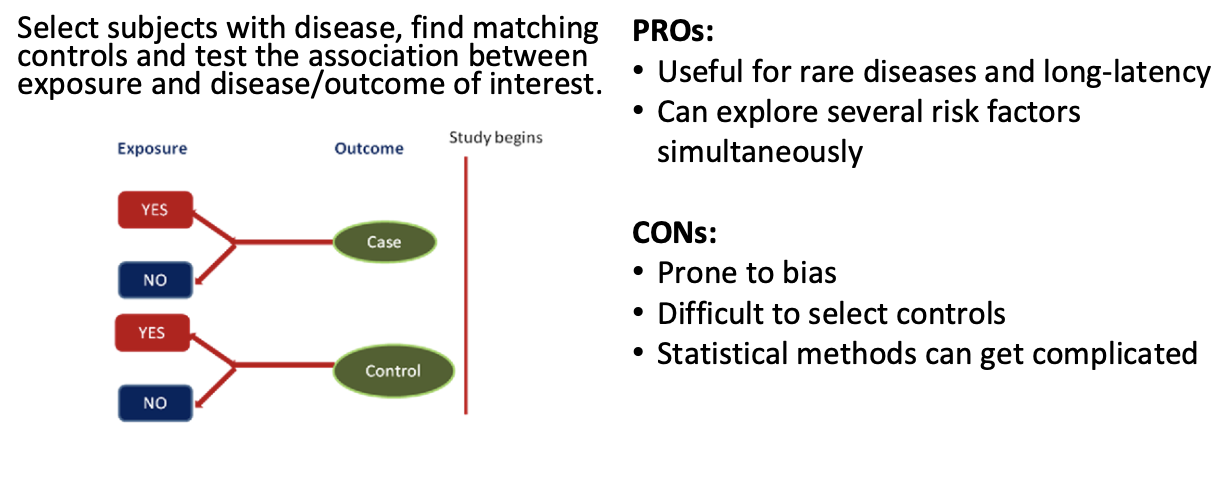 Select subjects with disease, find matching
controls and test the association between
exposure and disease/outcome of interest.
Exposure
Outcome
Study begins
YES
Case
NO
YES
Control
NO
PROs:
• Useful for rare diseases and long-latency
• Can explore several risk factors
simultaneously
CONs:
• Prone to bias
• Difficult to select controls
• Statistical methods can get complicated